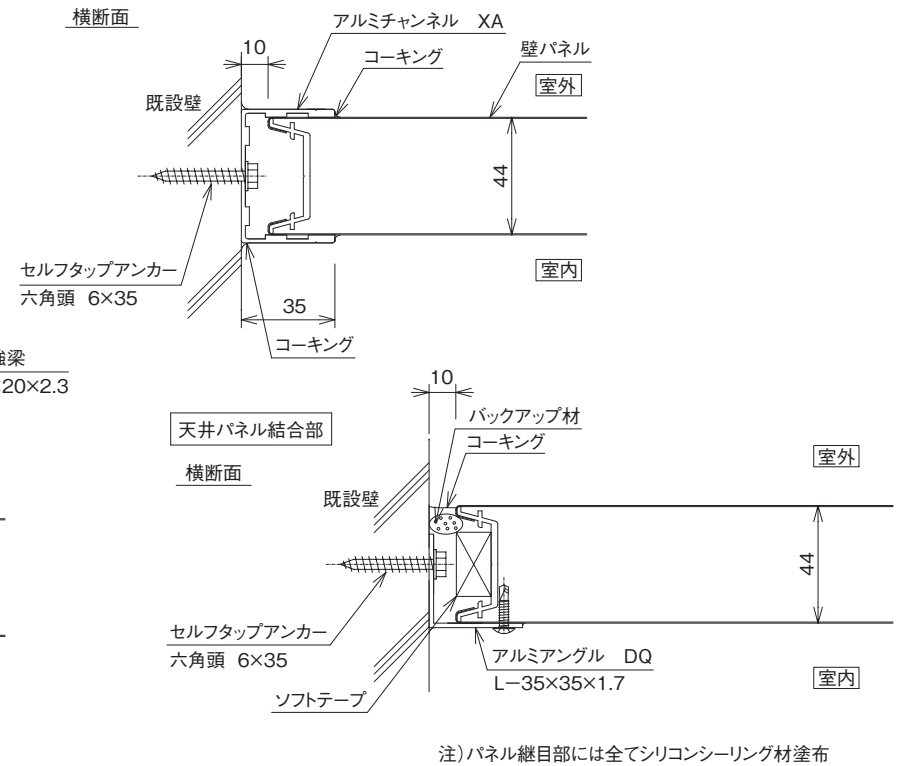 横断面
アルミチャンネル XA
10
コーキング
壁パネル
室外
既設壁
44
セルフタップアンカー
六角頭 6×35
室内
35
コーキング
梁
20×2.3
10
天井パネル結合部
バックアップ材
コーキング
横断面
室外
既設壁
44
セルフタップアンカー
六角頭 6×35
アルミアングル DQ
L－35×35×1.7
室内
ソフトテープ
注）パネル継目部には全てシリコンシーリング材塗布